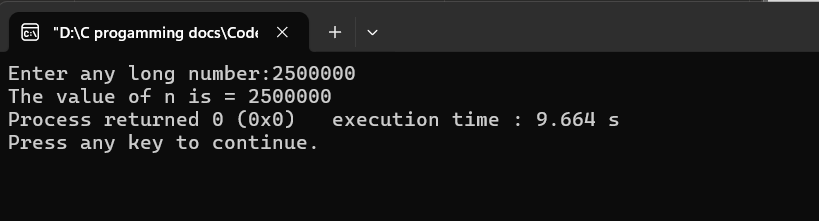 "D:\C progamming docs\Code
Enter any long number:2500000
The value of n is = 2500000
Process returned 0 (0x0)   execution time : 9.664 s
Press any key to continue.